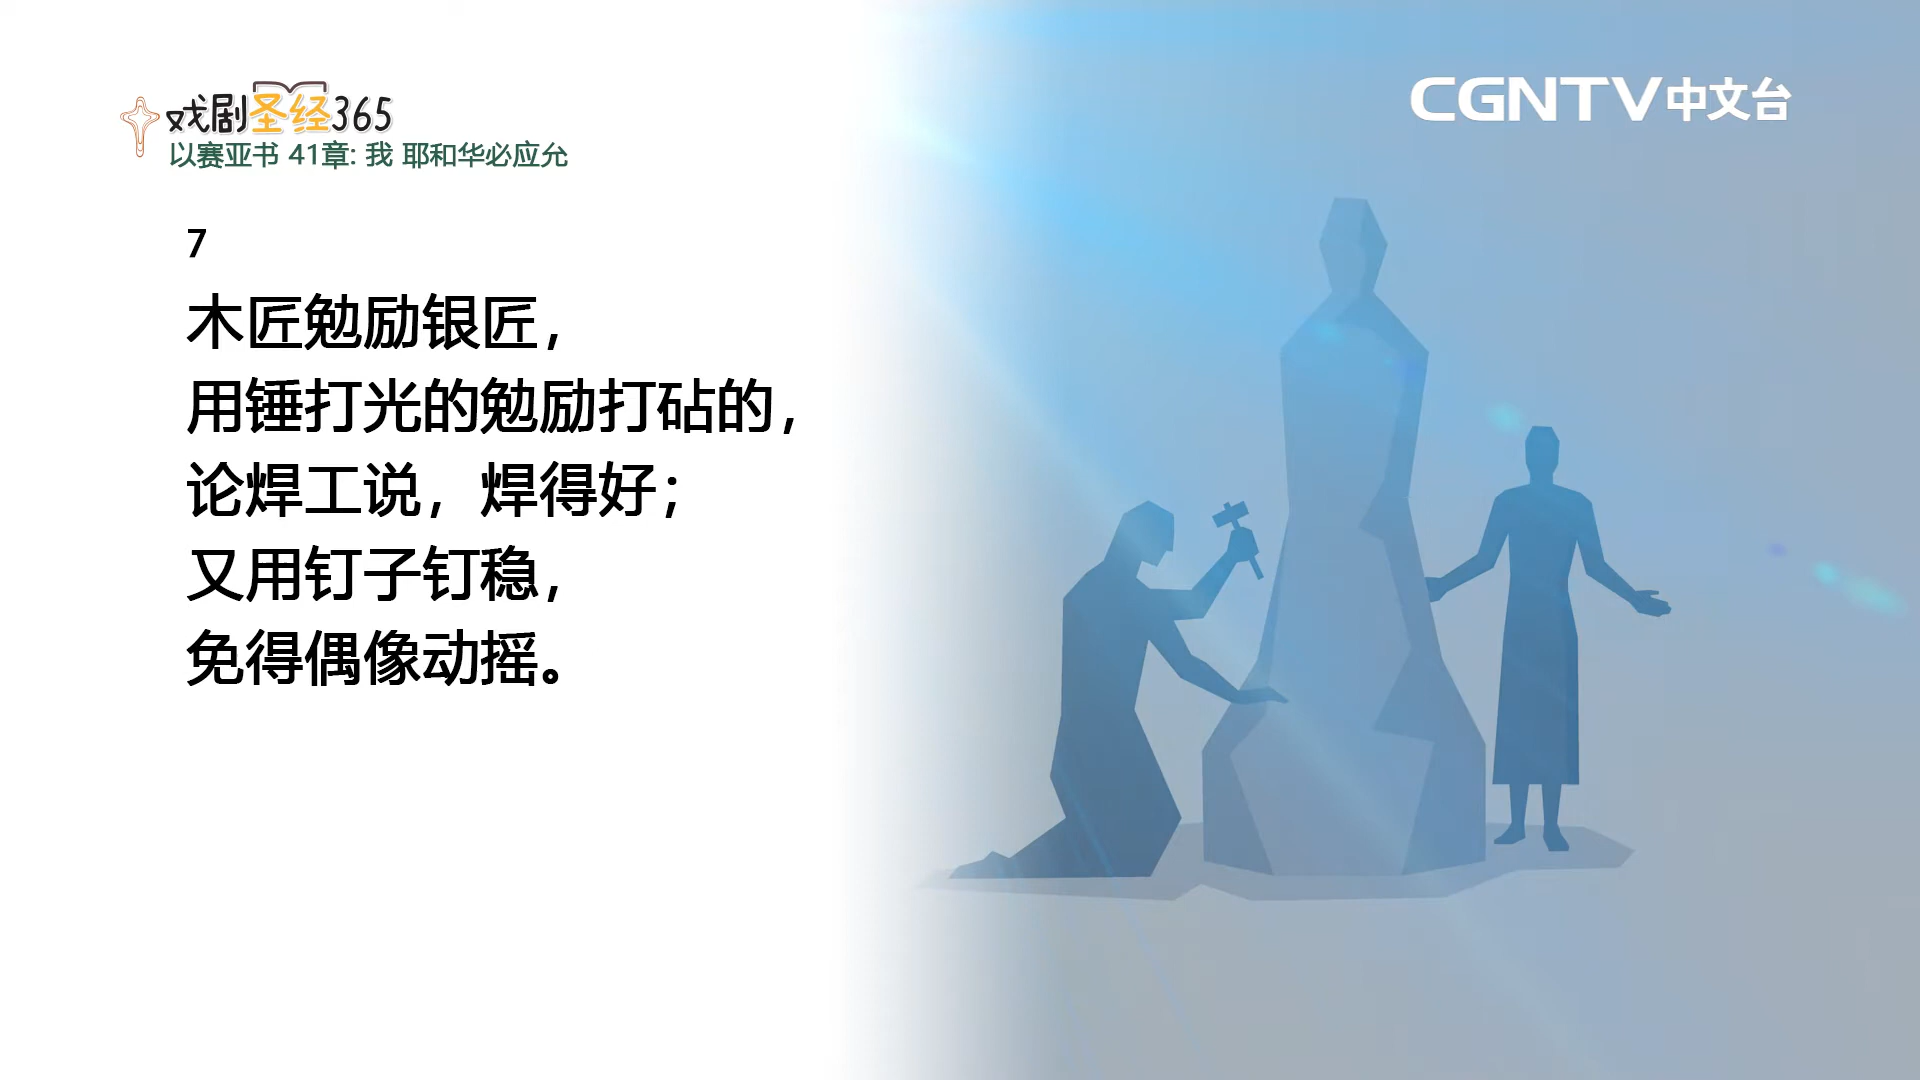 戏剧圣经365
CGNTV中文台
以赛亚书 41章: 我 耶和华必应允
7
木匠勉励银匠，
用锤打光的勉励打砧的，
论焊工说，焊得好；
又用钉子钉稳，
免得偶像动摇。